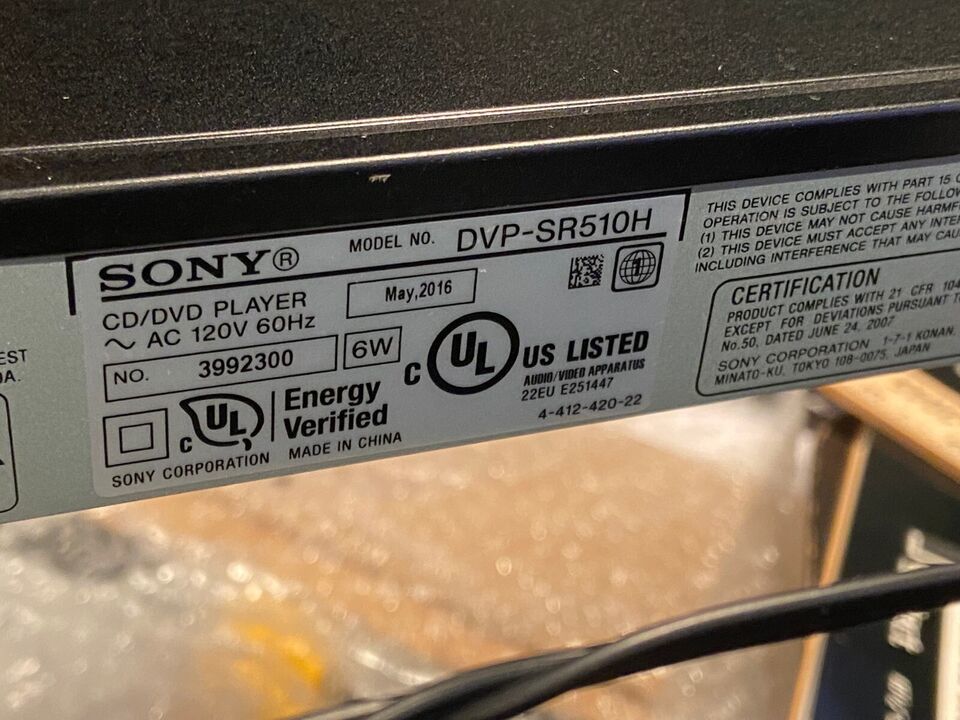 SONY®
MODEL NO. DVP-SR510H
CD/DVD PLAYER
AC 120V 60Hz
May,2016
NO. 3992300
6W
c UL US LISTED
AUDIO/VIDEO APPARATUS
22EU E251447
4-412-420-22
c UL Energy
Verified
SONY CORPORATION MADE IN CHINA
THIS DEVICE COMPLIES WITH PART 15
OPERATION IS SUBJECT TO THE
(1) THIS DEVICE MAY NOT CAUSE
(2) THIS DEVICE MUST ACCEPT ANY
INCLUDING INTERFERENCE THAT MAY
CERTIFICATION
PRODUCT COMPLIES WITH 21 CFR 104
EXCEPT FOR DEVIATIONS PURSUANT
No.50, DATED JUNE 24, 2007
SONY CORPORATION 1-7-1 KONAN,
MINATO-KU, TOKYO 108-0075, JAPAN